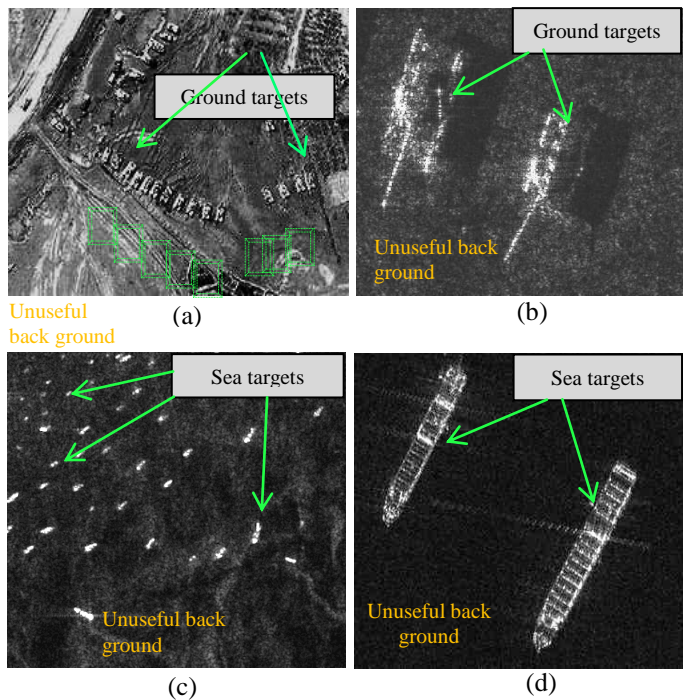 Ground targets
Ground targets
Unuseful back
ground
Unuseful
back ground
(a)
(b)
Sea targets
Sea targets
Unuseful back
ground
Unuseful back
ground
(c)
(d)